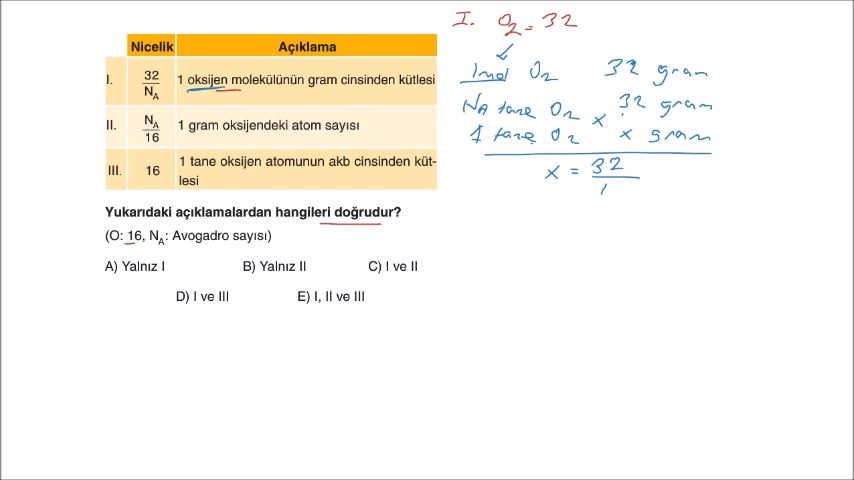 Nicelik Açıklama
I. 32/N_A 1 oksijen molekülünün gram cinsinden kütlesi
II. N_A/16 1 gram oksijendeki atom sayısı
III. 16 1 tane oksijen atomunun akb cinsinden küt-
lesi
Yukarıdaki açıklamalardan hangileri doğrudur?
(O: 16, N_A: Avogadro sayısı)
A) Yalnız I B) Yalnız II C) I ve II
D) I ve III E) I, II ve III
I. O2 = 32
1mol O2 32 gram
NA tane O2 32 gram
1 tane O2 x gram
x = 32